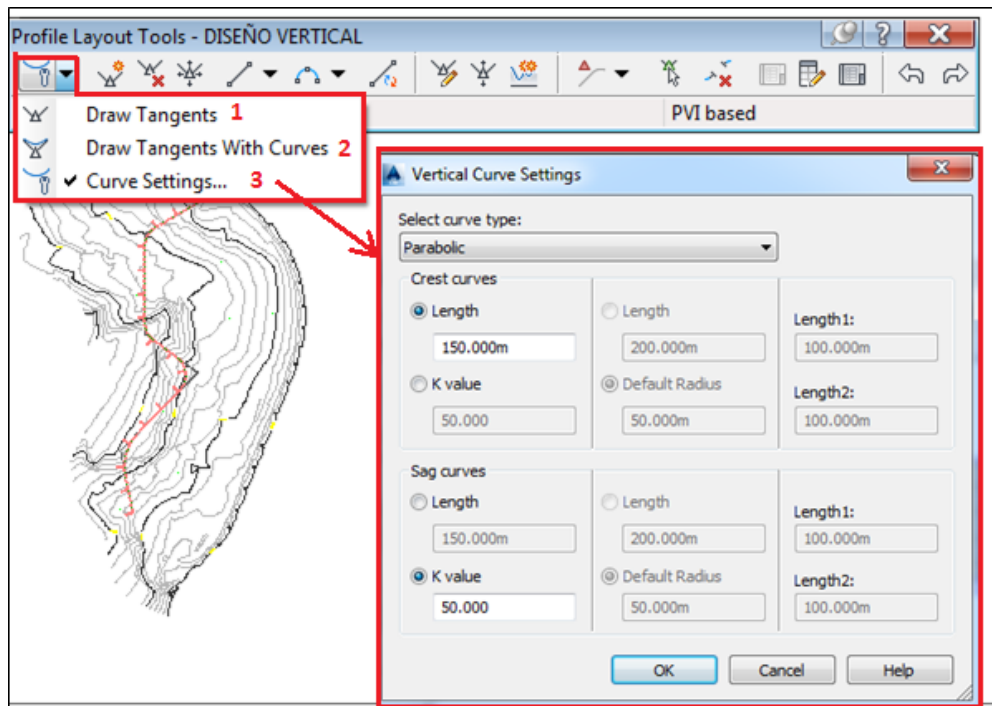 Profile Layout Tools - DISEÑO VERTICAL
Draw Tangents 1
Draw Tangents With Curves 2
Curve Settings... 3
PVI based
Vertical Curve Settings
Select curve type:
Parabolic
Crest curves
Length
150.000m
K value
50.000
Length
200.000m
Default Radius
50.000m
Length1:
100.000m
Length2:
100.000m
Sag curves
Length
150.000m
K value
50.000
Length
200.000m
Default Radius
50.000m
Length1:
100.000m
Length2:
100.000m
OK
Cancel
Help